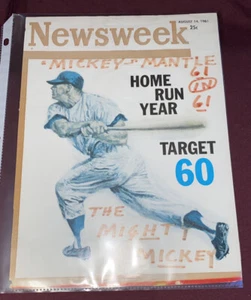 AUGUST 14, 1961
25c
Newsweek
"MICKEY" MANTLE
HOME
RUN
YEAR
61
IN
61
TARGET
60
THE
MIGHTY
MICKEY